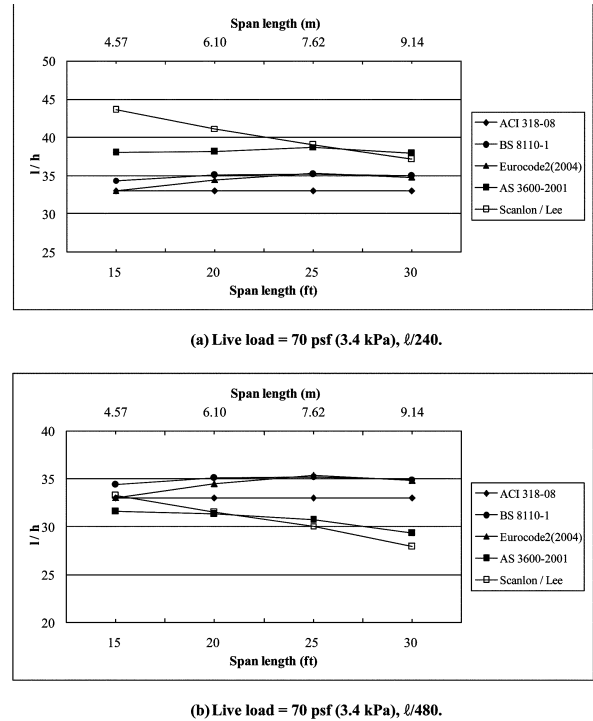 Span length (m)
4.57 6.10 7.62 9.14
50
45
40
35
30
25
l / h
15 20 25 30
Span length (ft)
ACI 318-08
BS 8110-1
Eurocode2(2004)
AS 3600-2001
Scanlon / Lee
(a) Live load = 70 psf (3.4 kPa), ℓ/240.
Span length (m)
4.57 6.10 7.62 9.14
40
35
30
25
20
l / h
15 20 25 30
Span length (ft)
ACI 318-08
BS 8110-1
Eurocode2(2004)
AS 3600-2001
Scanlon / Lee
(b) Live load = 70 psf (3.4 kPa), ℓ/480.